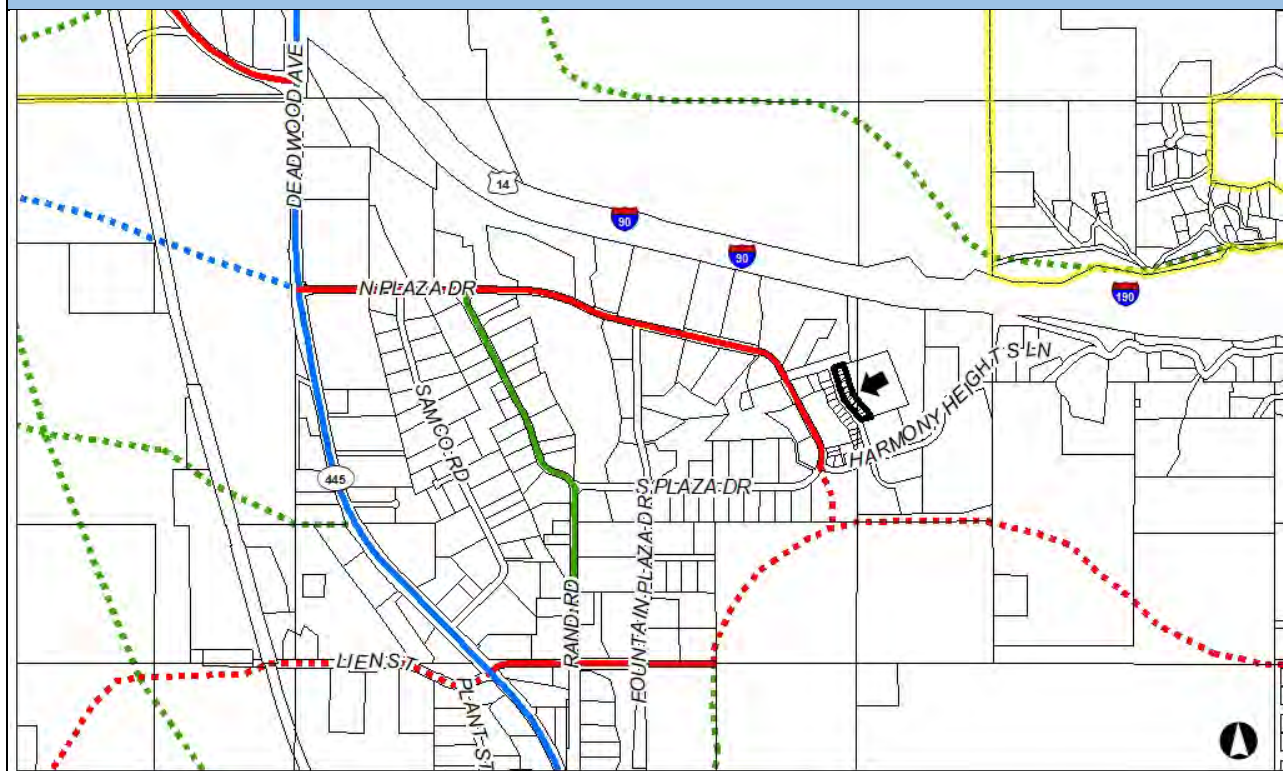 DEADWOOD AVE
14
90
90
190
N PLAZA DR
SAMCO RD
HARMONY HEIGHTS LN
445
S PLAZA DR
RAND RD
FOUNTAIN PLAZA DR
LIEN ST
PLANT ST